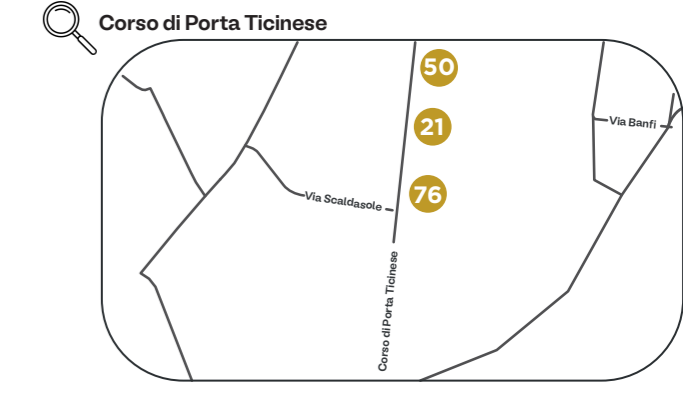 Corso di Porta Ticinese
50
21
Via Banfi
76
Via Scaldasole
Corso di Porta Ticinese